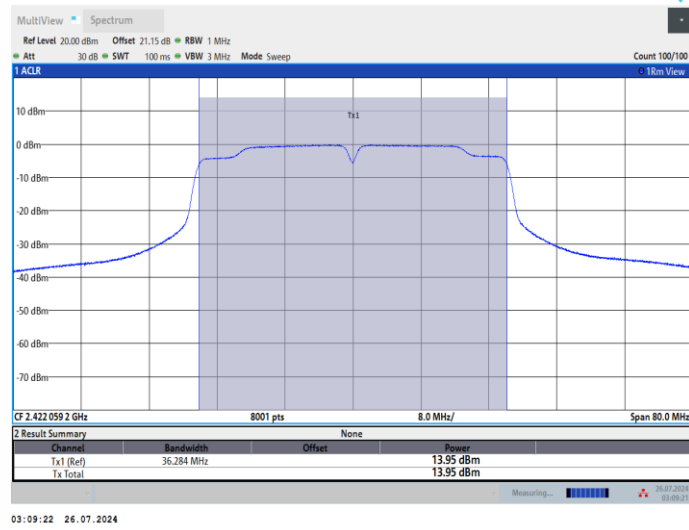 MultiView Spectrum
Ref Level 20.00 dBm Offset 21.15 dB RBW 1 MHz
Att 30 dB SWT 100 ms VBW 3 MHz Mode Sweep Count 100/100
1 ACLR 1Rm View
Tx1
10 dBm
0 dBm
-10 dBm
-20 dBm
-30 dBm
-40 dBm
-50 dBm
-60 dBm
-70 dBm
CF 2.422 059 2 GHz 8001 pts 8.0 MHz/ Span 80.0 MHz
2 Result Summary None
Channel Bandwidth Offset Power
Tx1 (Ref) 36.284 MHz 13.95 dBm
Tx Total 13.95 dBm
Measuring... 26.07.2024
03:09:21
03:09:22 26.07.2024